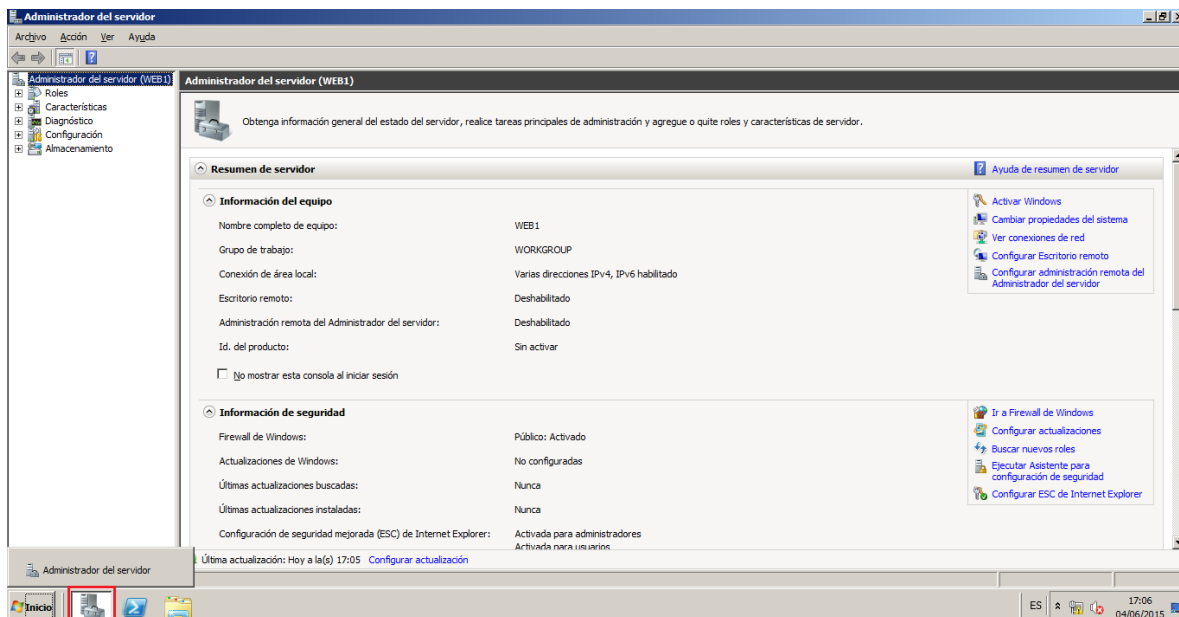 Administrador del servidor
Archivo Acción Ver Ayuda
Administrador del servidor (WEB1)
Roles
Características
Diagnóstico
Configuración
Almacenamiento
Administrador del servidor (WEB1)
Obtenga información general del estado del servidor, realice tareas principales de administración y agregue o quite roles y características de servidor.
Resumen de servidor
Ayuda de resumen de servidor
Información del equipo
Nombre completo de equipo: WEB1
Grupo de trabajo: WORKGROUP
Conexión de área local: Varias direcciones IPv4, IPv6 habilitado
Escritorio remoto: Deshabilitado
Administración remota del Administrador del servidor: Deshabilitado
Id. del producto: Sin activar
No mostrar esta consola al iniciar sesión
Activar Windows
Cambiar propiedades del sistema
Ver conexiones de red
Configurar Escritorio remoto
Configurar administración remota del
Administrador del servidor
Información de seguridad
Firewall de Windows: Público: Activado
Actualizaciones de Windows: No configuradas
Últimas actualizaciones buscadas: Nunca
Últimas actualizaciones instaladas: Nunca
Configuración de seguridad mejorada (ESC) de Internet Explorer: Activada para administradores
Activada para usuarios
Ir a Firewall de Windows
Configurar actualizaciones
Buscar nuevos roles
Ejecutar Asistente para
configuración de seguridad
Configurar ESC de Internet Explorer
Última actualización: Hoy a la(s) 17:05 Configurar actualización
Administrador del servidor
Inicio
ES
17:06
04/06/2015